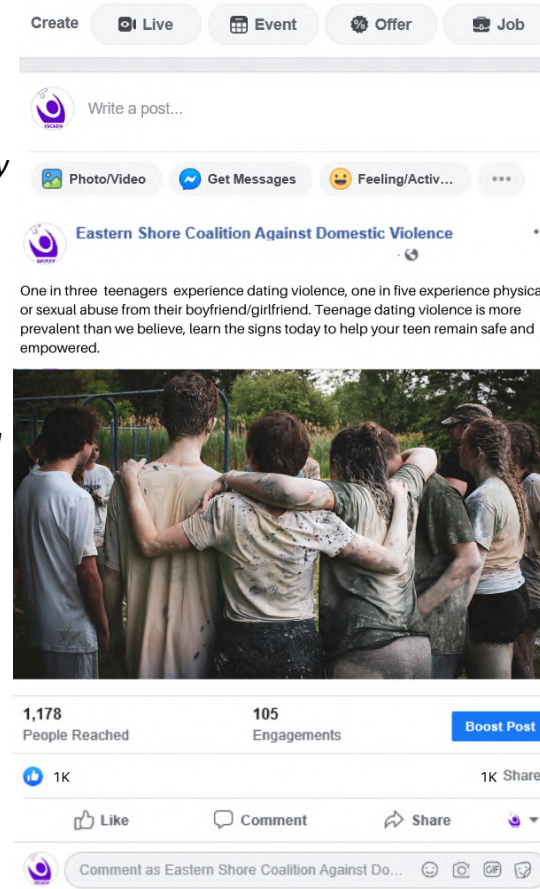 Create Live Event Offer Job
Write a post...
y
Photo/Video Get Messages Feeling/Activ...
Eastern Shore Coalition Against Domestic Violence
One in three teenagers experience dating violence, one in five experience physica
or sexual abuse from their boyfriend/girlfriend. Teenage dating violence is more
prevalent than we believe, learn the signs today to help your teen remain safe and
empowered.
1,178 105
People Reached Engagements Boost Post
1K 1K Share
Like Comment Share
Comment as Eastern Shore Coalition Against Do... GIF